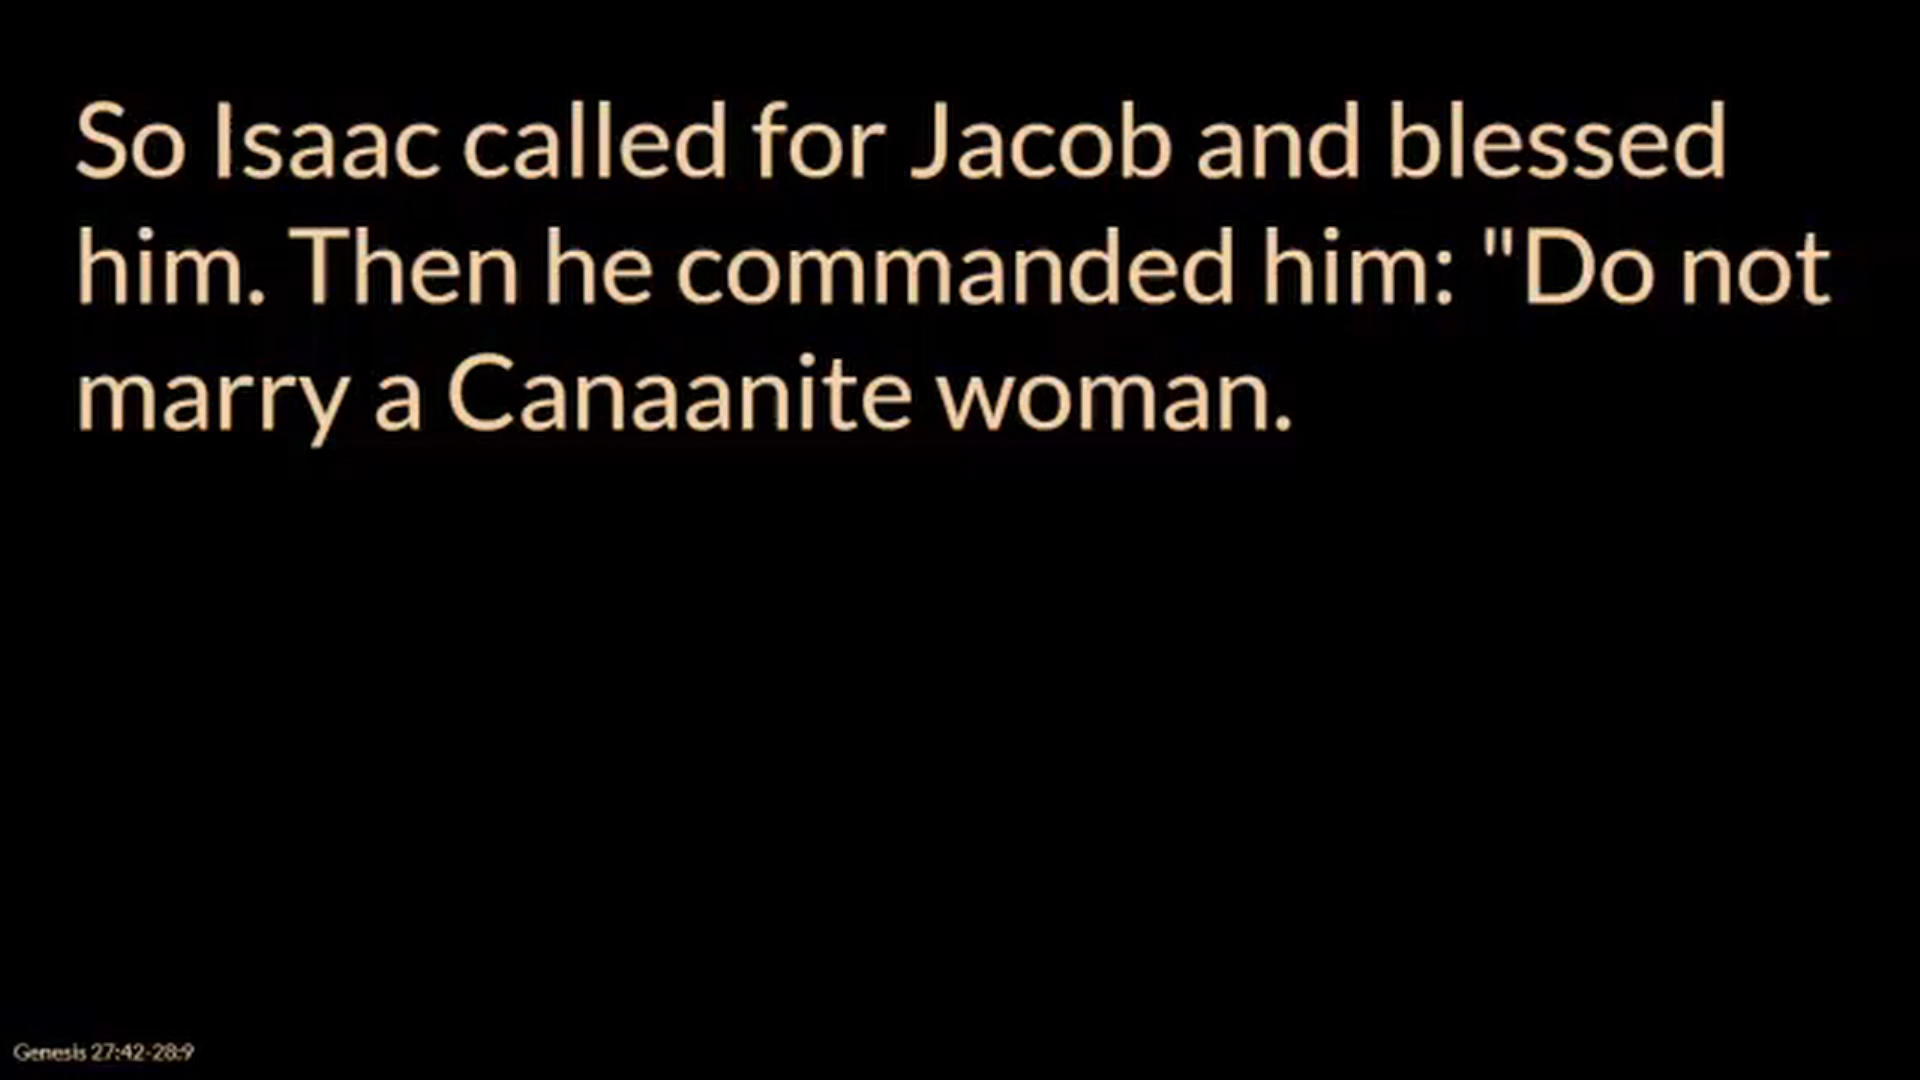 So Isaac called for Jacob and blessed
him. Then he commanded him: "Do not
marry a Canaanite woman.
Genesis 27:42-28:9